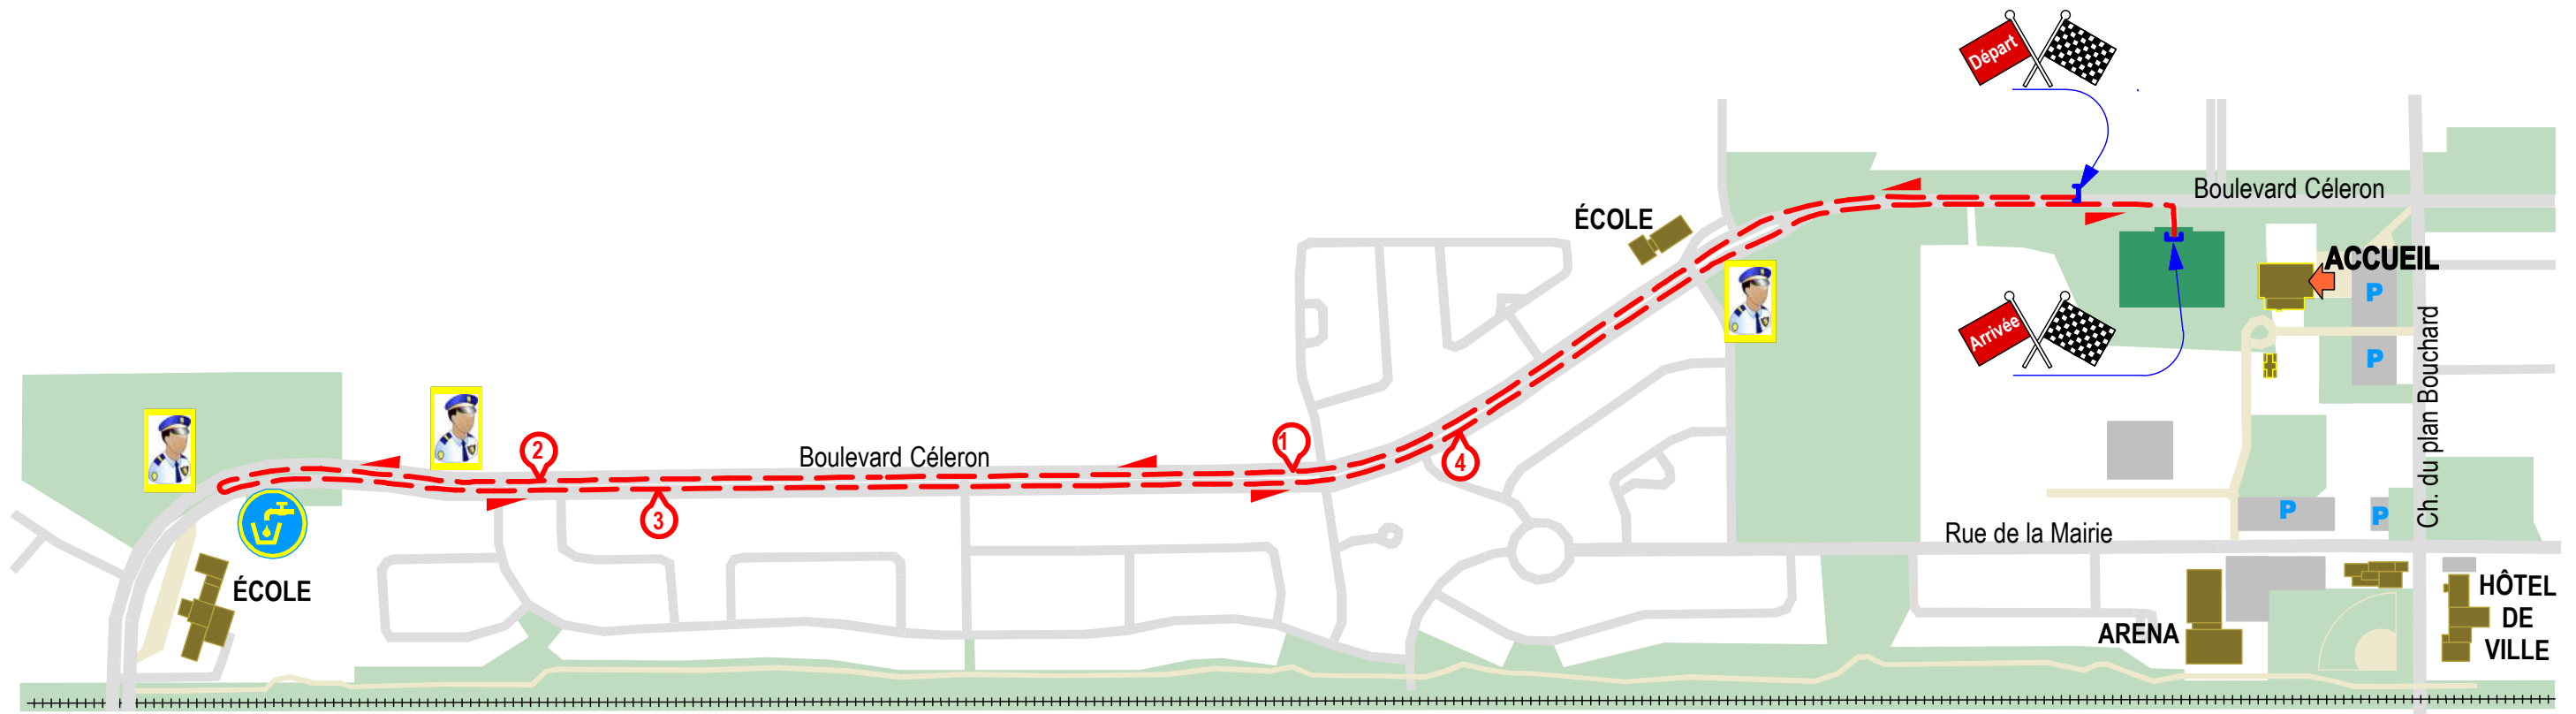 Départ
Boulevard Céleron
ÉCOLE
ACCUEIL
P
Arrivée
P
Ch. du plan Bouchard
1
2
Boulevard Céleron
4
3
P
P
Rue de la Mairie
ÉCOLE
HÔTEL
DE
VILLE
ARENA